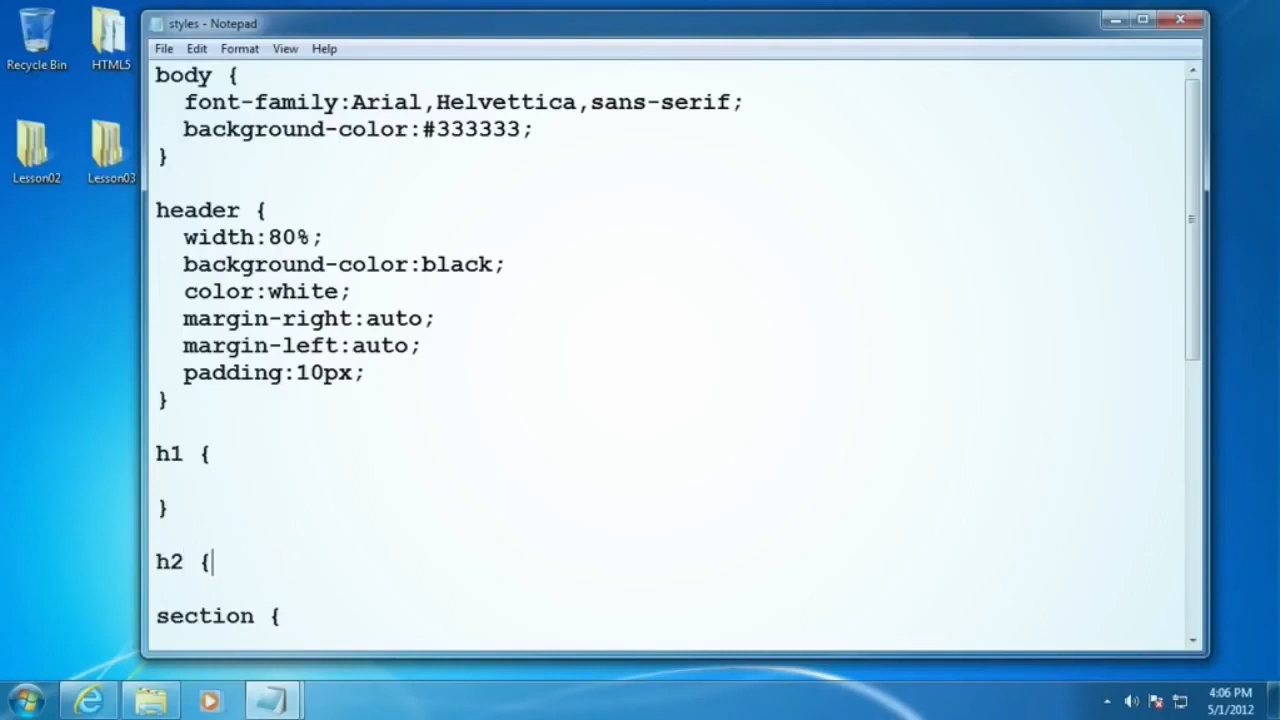 styles - Notepad
File Edit Format View Help
Recycle Bin
HTML5
Lesson02
Lesson03
body {
  font-family:Arial,Helvettica,sans-serif;
  background-color:#333333;
}

header {
  width:80%;
  background-color:black;
  color:white;
  margin-right:auto;
  margin-left:auto;
  padding:10px;
}

h1 {

}

h2 {

section {
4:06 PM
5/1/2012